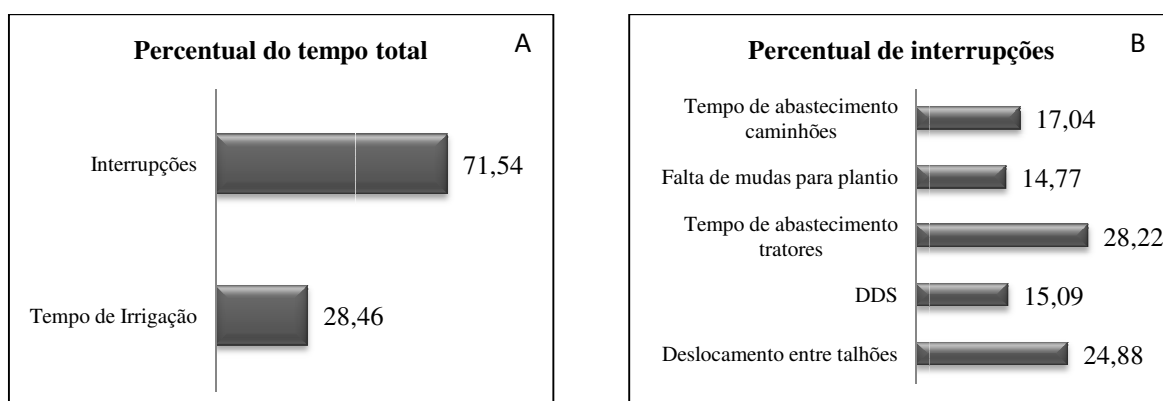 Percentual do tempo total
A
Interrupções
71,54
Tempo de Irrigação
28,46
Percentual de interrupções
B
Tempo de abastecimento
caminhões
17,04
Falta de mudas para plantio
14,77
Tempo de abastecimento
tratores
28,22
DDS
15,09
Deslocamento entre talhões
24,88